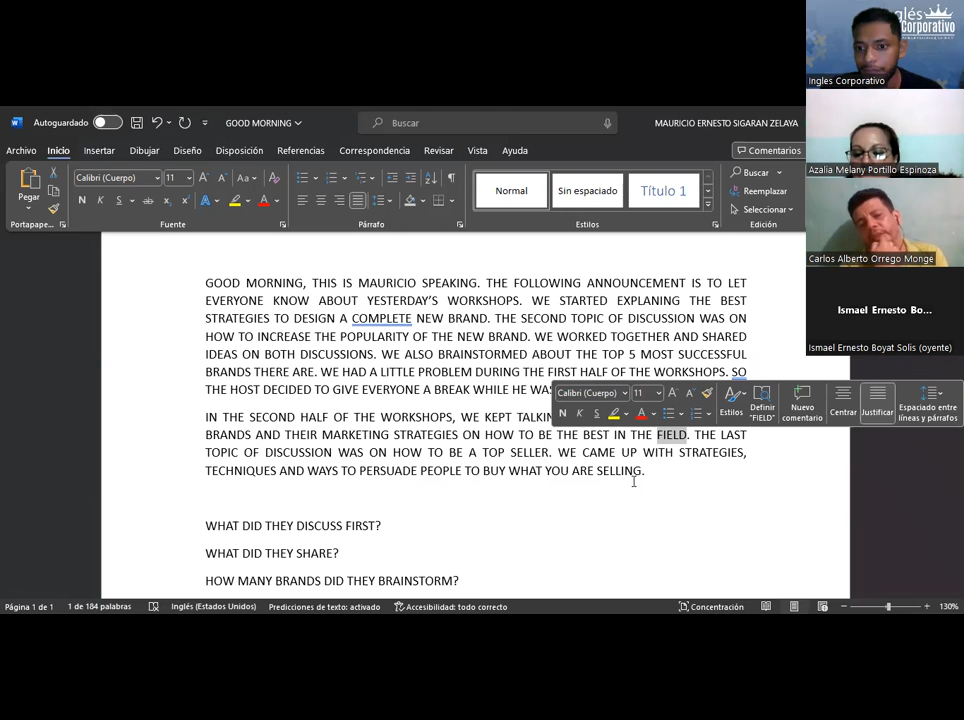 Inglés
Corporativo
Ingles Corporativo
Azalia Melany Portillo Espinoza
Carlos Alberto Orrego Monge
Ismael Ernesto Bo...
Ismael Ernesto Boyat Solis (oyente)
Autoguardado
GOOD MORNING
Buscar
MAURICIO ERNESTO SIGARAN ZELAYA
Archivo Inicio Insertar Dibujar Diseño Disposición Referencias Correspondencia Revisar Vista Ayuda
Comentarios
Pegar
Calibri (Cuerpo) 11
Normal
Sin espaciado
Título 1
Buscar
Reemplazar
Seleccionar
Portapape...
Fuente
Párrafo
Estilos
Edición
GOOD MORNING, THIS IS MAURICIO SPEAKING. THE FOLLOWING ANNOUNCEMENT IS TO LET
EVERYONE KNOW ABOUT YESTERDAY'S WORKSHOPS. WE STARTED EXPLANING THE BEST
STRATEGIES TO DESIGN A COMPLETE NEW BRAND. THE SECOND TOPIC OF DISCUSSION WAS ON
HOW TO INCREASE THE POPULARITY OF THE NEW BRAND. WE WORKED TOGETHER AND SHARED
IDEAS ON BOTH DISCUSSIONS. WE ALSO BRAINSTORMED ABOUT THE TOP 5 MOST SUCCESSFUL
BRANDS THERE ARE. WE HAD A LITTLE PROBLEM DURING THE FIRST HALF OF THE WORKSHOPS. SO
THE HOST DECIDED TO GIVE EVERYONE A BREAK WHILE HE WAS
IN THE SECOND HALF OF THE WORKSHOPS, WE KEPT TALKIN
BRANDS AND THEIR MARKETING STRATEGIES ON HOW TO BE THE BEST IN THE FIELD. THE LAST
TOPIC OF DISCUSSION WAS ON HOW TO BE A TOP SELLER. WE CAME UP WITH STRATEGIES,
TECHNIQUES AND WAYS TO PERSUADE PEOPLE TO BUY WHAT YOU ARE SELLING.
Calibri (Cuerpo) 11
N K S
Estilos
Definir
"FIELD"
Nuevo
comentario
Centrar
Justificar
Espaciado entre
líneas y párrafos
WHAT DID THEY DISCUSS FIRST?
WHAT DID THEY SHARE?
HOW MANY BRANDS DID THEY BRAINSTORM?
Página 1 de 1
1 de 184 palabras
Inglés (Estados Unidos)
Predicciones de texto: activado
Accesibilidad: todo correcto
Concentración
130%